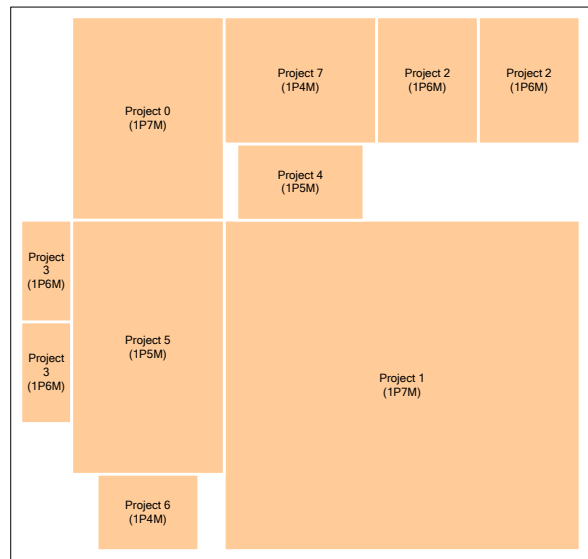 Project 0
(1P7M)
Project 7
(1P4M)
Project 2
(1P6M)
Project 2
(1P6M)
Project 4
(1P5M)
Project
3
(1P6M)
Project
3
(1P6M)
Project 5
(1P5M)
Project 1
(1P7M)
Project 6
(1P4M)